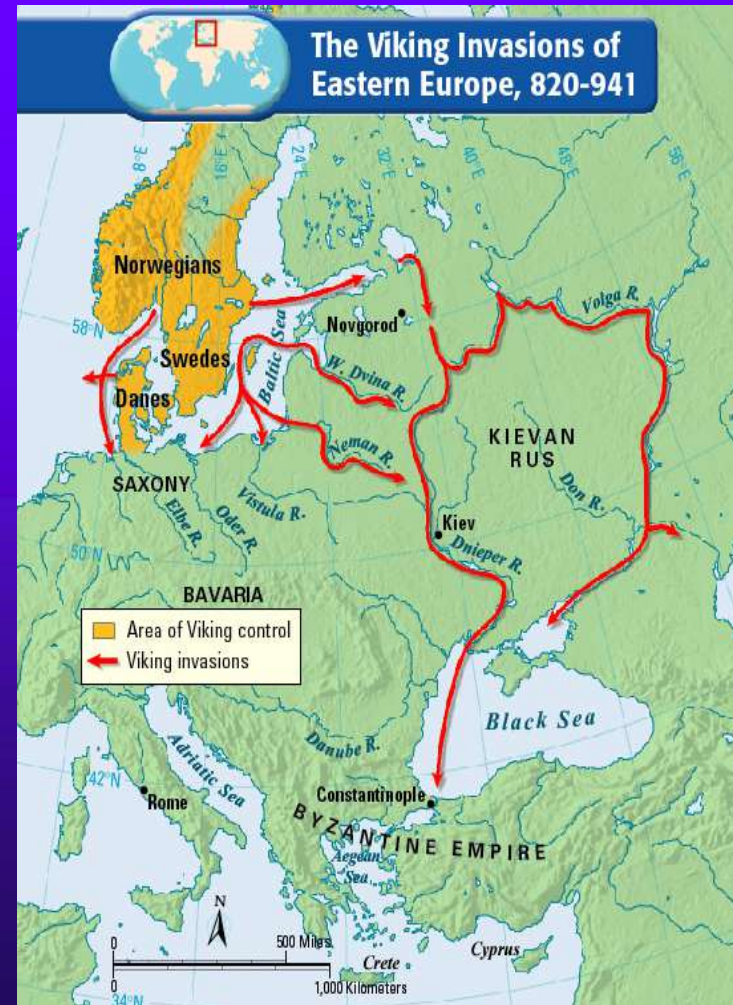 The Viking Invasions of
Eastern Europe, 820-941
8°E
16°E
24°E
32°E
40°E
48°E
56°E
Norwegians
58°N
Swedes
Danes
Baltic Sea
Novgorod
Volga R.
W. Dvina R.
Neman R.
KIEVAN
RUS
Don R.
SAXONY
Elbe R.
Oder R.
Vistula R.
Kiev
Dnieper R.
50°N
BAVARIA
Area of Viking control
Viking invasions
Black Sea
Danube R.
Adriatic Sea
42°N
Rome
Constantinople
BYZANTINE EMPIRE
Aegean
Sea
N
0
500 Miles
0
1,000 Kilometers
Crete
Cyprus
34°N